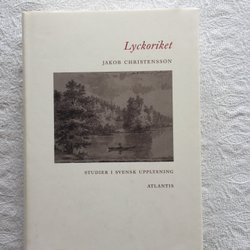 Lyckoriket
JAKOB CHRISTENSSON
STUDIER I SVENSK UPPLYSNING
ATLANTIS